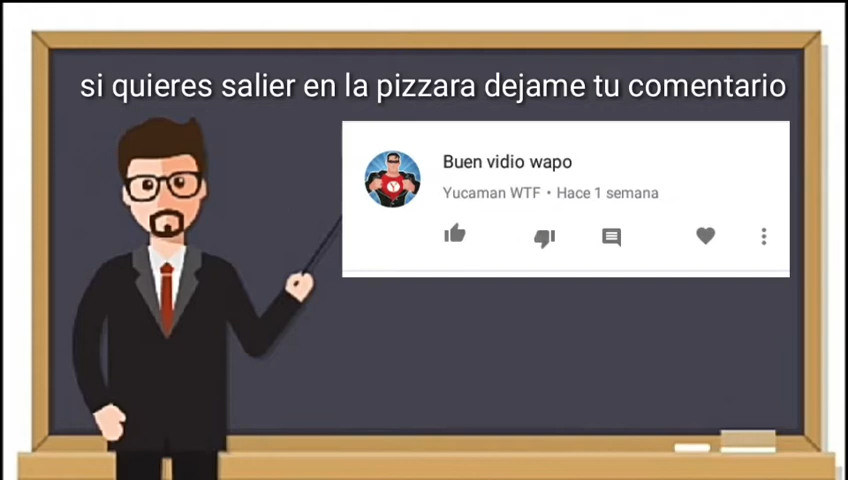 si quieres salier en la pizzara dejame tu comentario
Buen vidio wapo
Yucaman WTF • Hace 1 semana